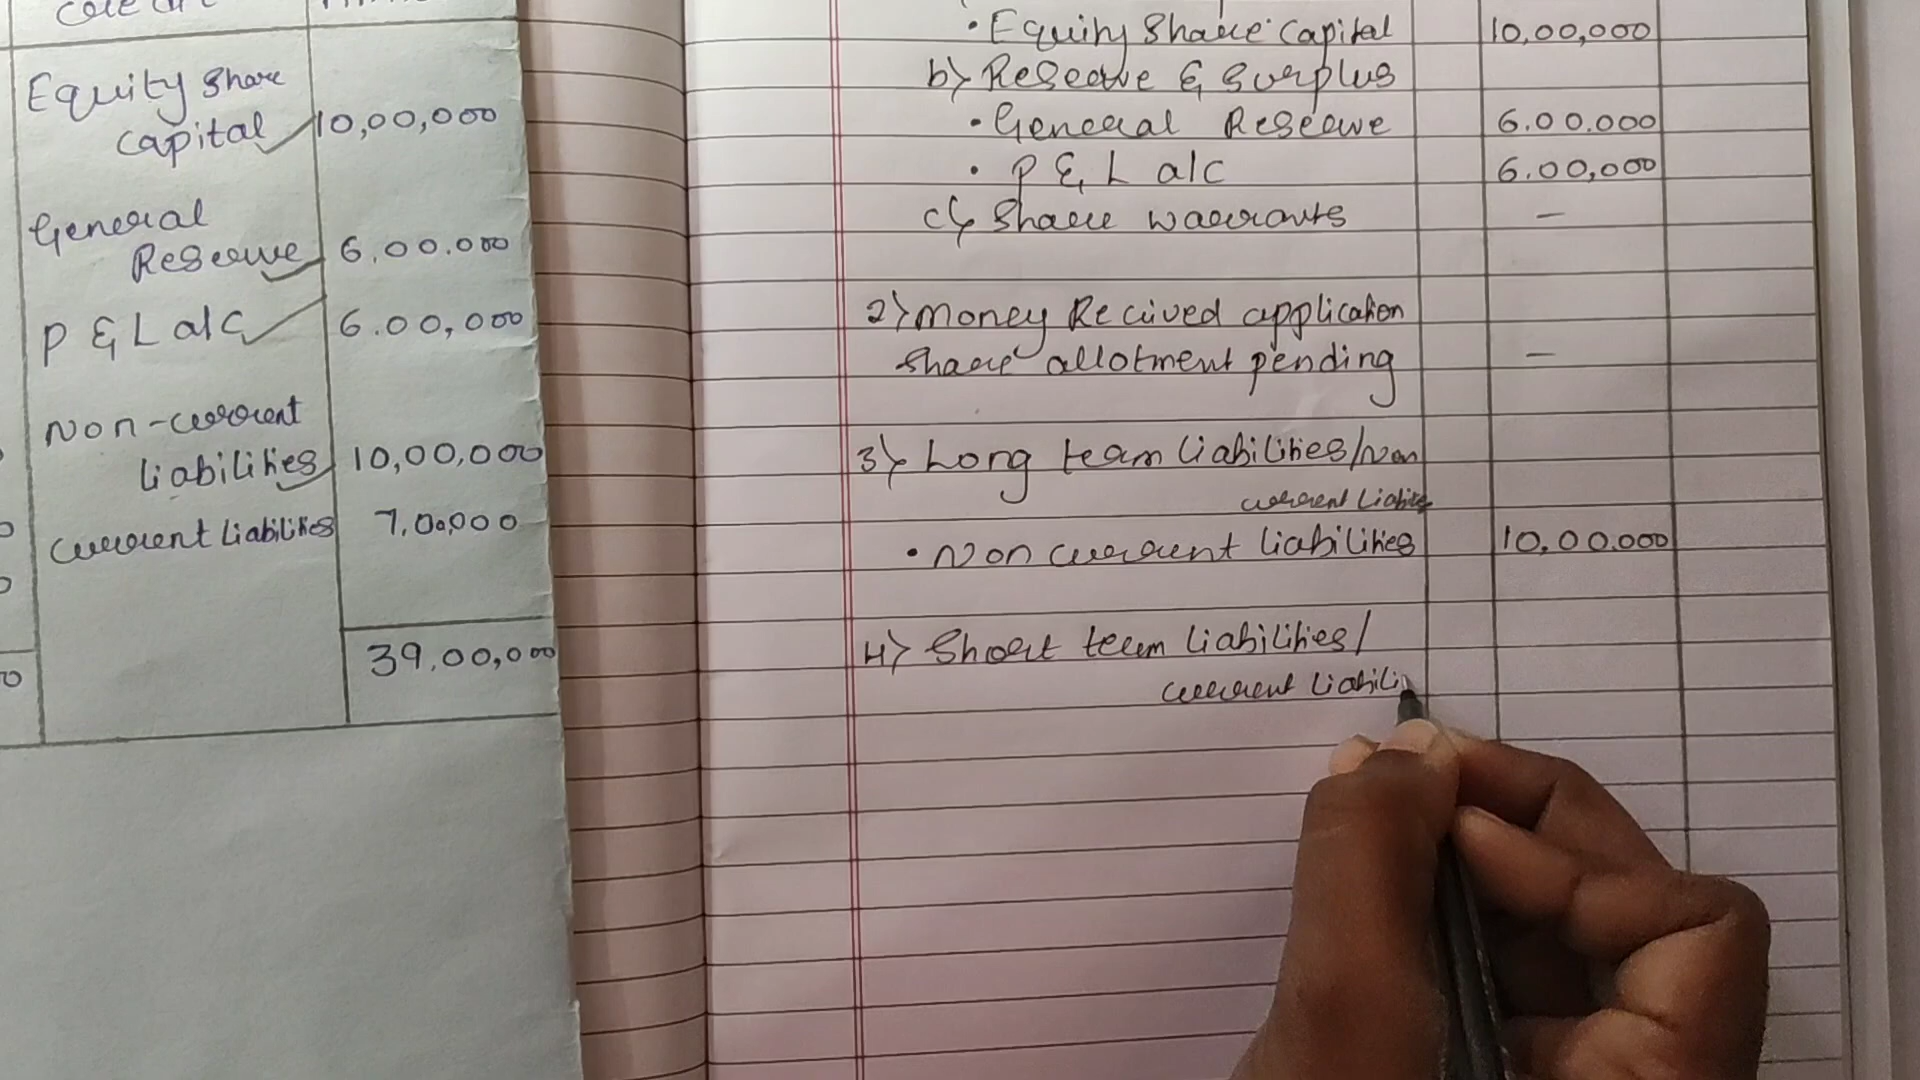 Equity Share
Capital 10,00,000
General
Reserve 6.00.000
P & L a/c 6.00,000
Non-current
liabilities 10,00,000
current liabilities 7,00,000
39,00,000
0
• Equity Share Capital 10,00,000
b) Reserve & Surplus
• General Reserve 6.00.000
• P & L a/c 6.00,000
c) Share warrants –
2) Money Recived application
share allotment pending –
3) Long team liabilities/Non
current
• Non current liabilities 10,00.000
4) Short term liabilities/
current Liabili